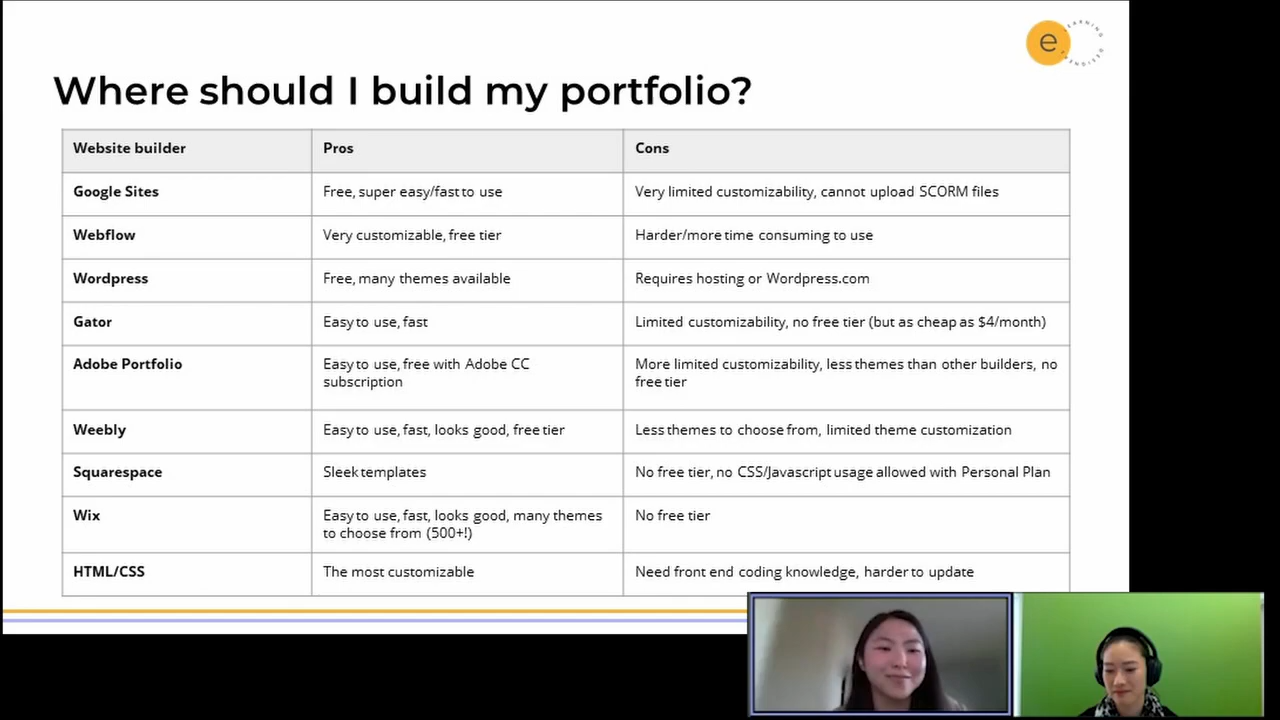 e
LEARNING DESIGNER
Where should I build my portfolio?
Website builder Pros Cons
Google Sites Free, super easy/fast to use Very limited customizability, cannot upload SCORM files
Webflow Very customizable, free tier Harder/more time consuming to use
Wordpress Free, many themes available Requires hosting or Wordpress.com
Gator Easy to use, fast Limited customizability, no free tier (but as cheap as $4/month)
Adobe Portfolio Easy to use, free with Adobe CC More limited customizability, less themes than other builders, no
subscription free tier
Weebly Easy to use, fast, looks good, free tier Less themes to choose from, limited theme customization
Squarespace Sleek templates No free tier, no CSS/Javascript usage allowed with Personal Plan
Wix Easy to use, fast, looks good, many themes No free tier
to choose from (500+!)
HTML/CSS The most customizable Need front end coding knowledge, harder to update